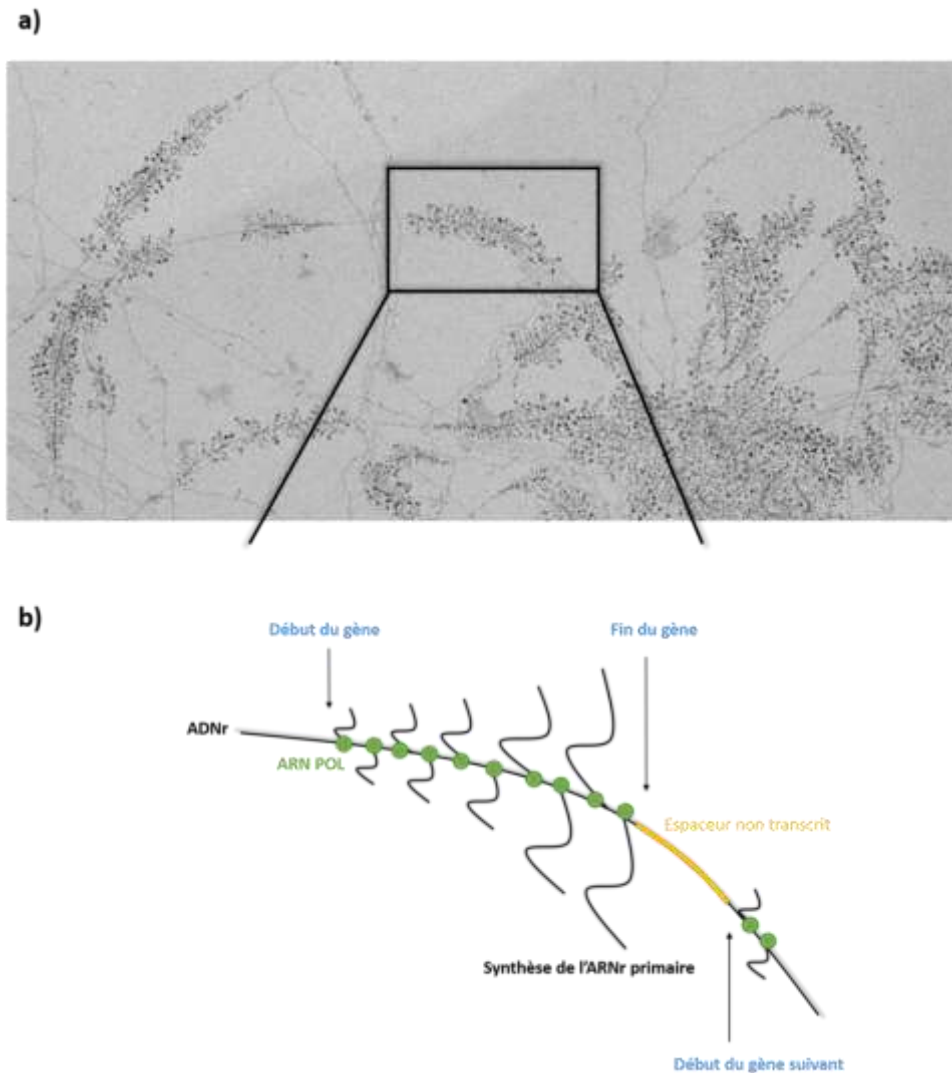 a)
b)
Début du gène
Fin du gène
ADNr
ARN POL
Espaceur non transcrit
Synthèse de l'ARNr primaire
Début du gène suivant